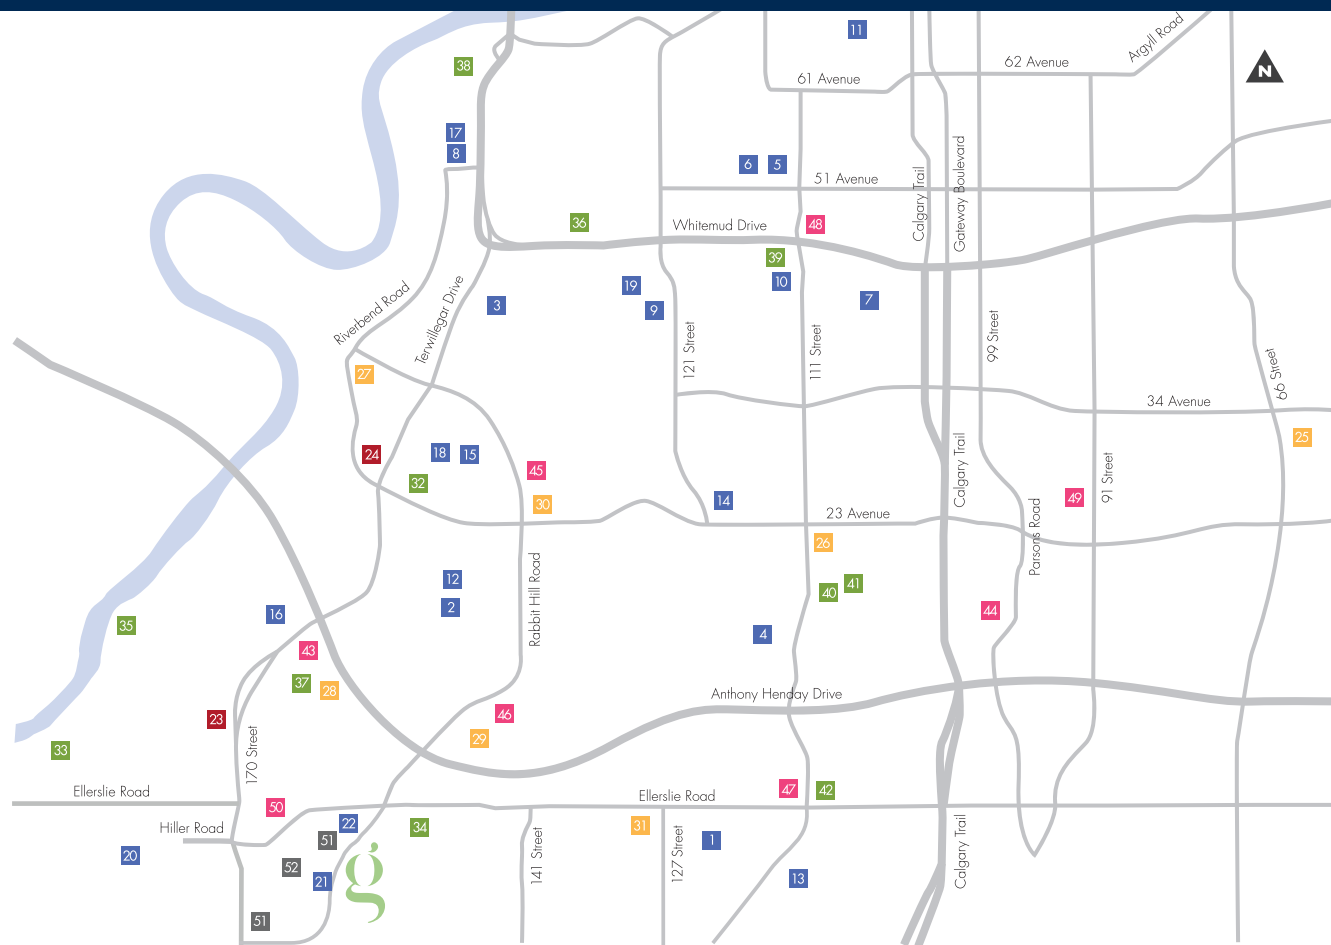 11
Argyll Road
38
61 Avenue
62 Avenue
N
17
8
6
5
51 Avenue
Calgary Trail
Gateway Boulevard
36
Whitemud Drive
48
39
10
19
9
7
3
Riverbend Road
Terwillegar Drive
121 Street
111 Street
99 Street
66 Street
27
34 Avenue
25
24
18
15
45
32
30
14
23 Avenue
Calgary Trail
49
91 Street
Parsons Road
26
41
40
12
2
Rabbit Hill Road
44
16
35
4
43
37
28
Anthony Henday Drive
46
23
29
33
170 Street
Ellerslie Road
50
47
42
Ellerslie Road
Hiller Road
22
51
34
31
1
141 Street
127 Street
Calgary Trail
20
52
21
g
13
51